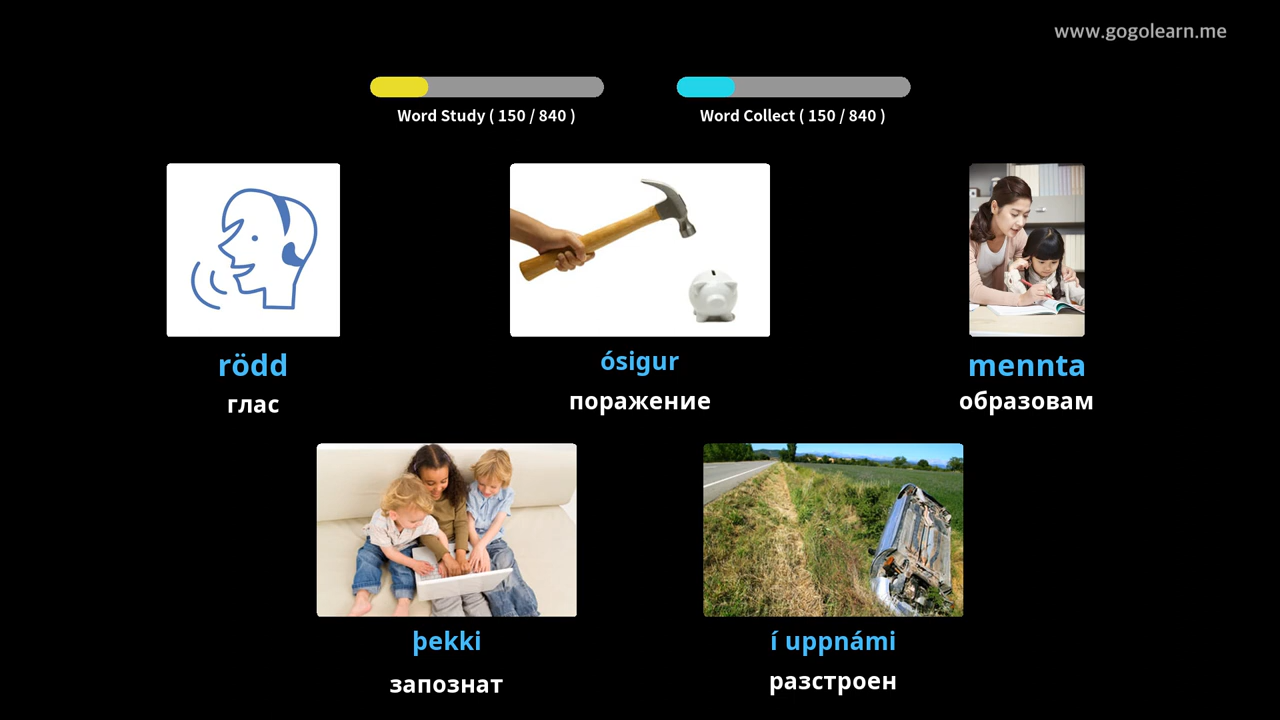 www.gogolearn.me
Word Study ( 150 / 840 )
Word Collect ( 150 / 840 )
rödd
глас
ósigur
поражение
mennta
образовам
þekki
запознат
í uppnámi
разстроен